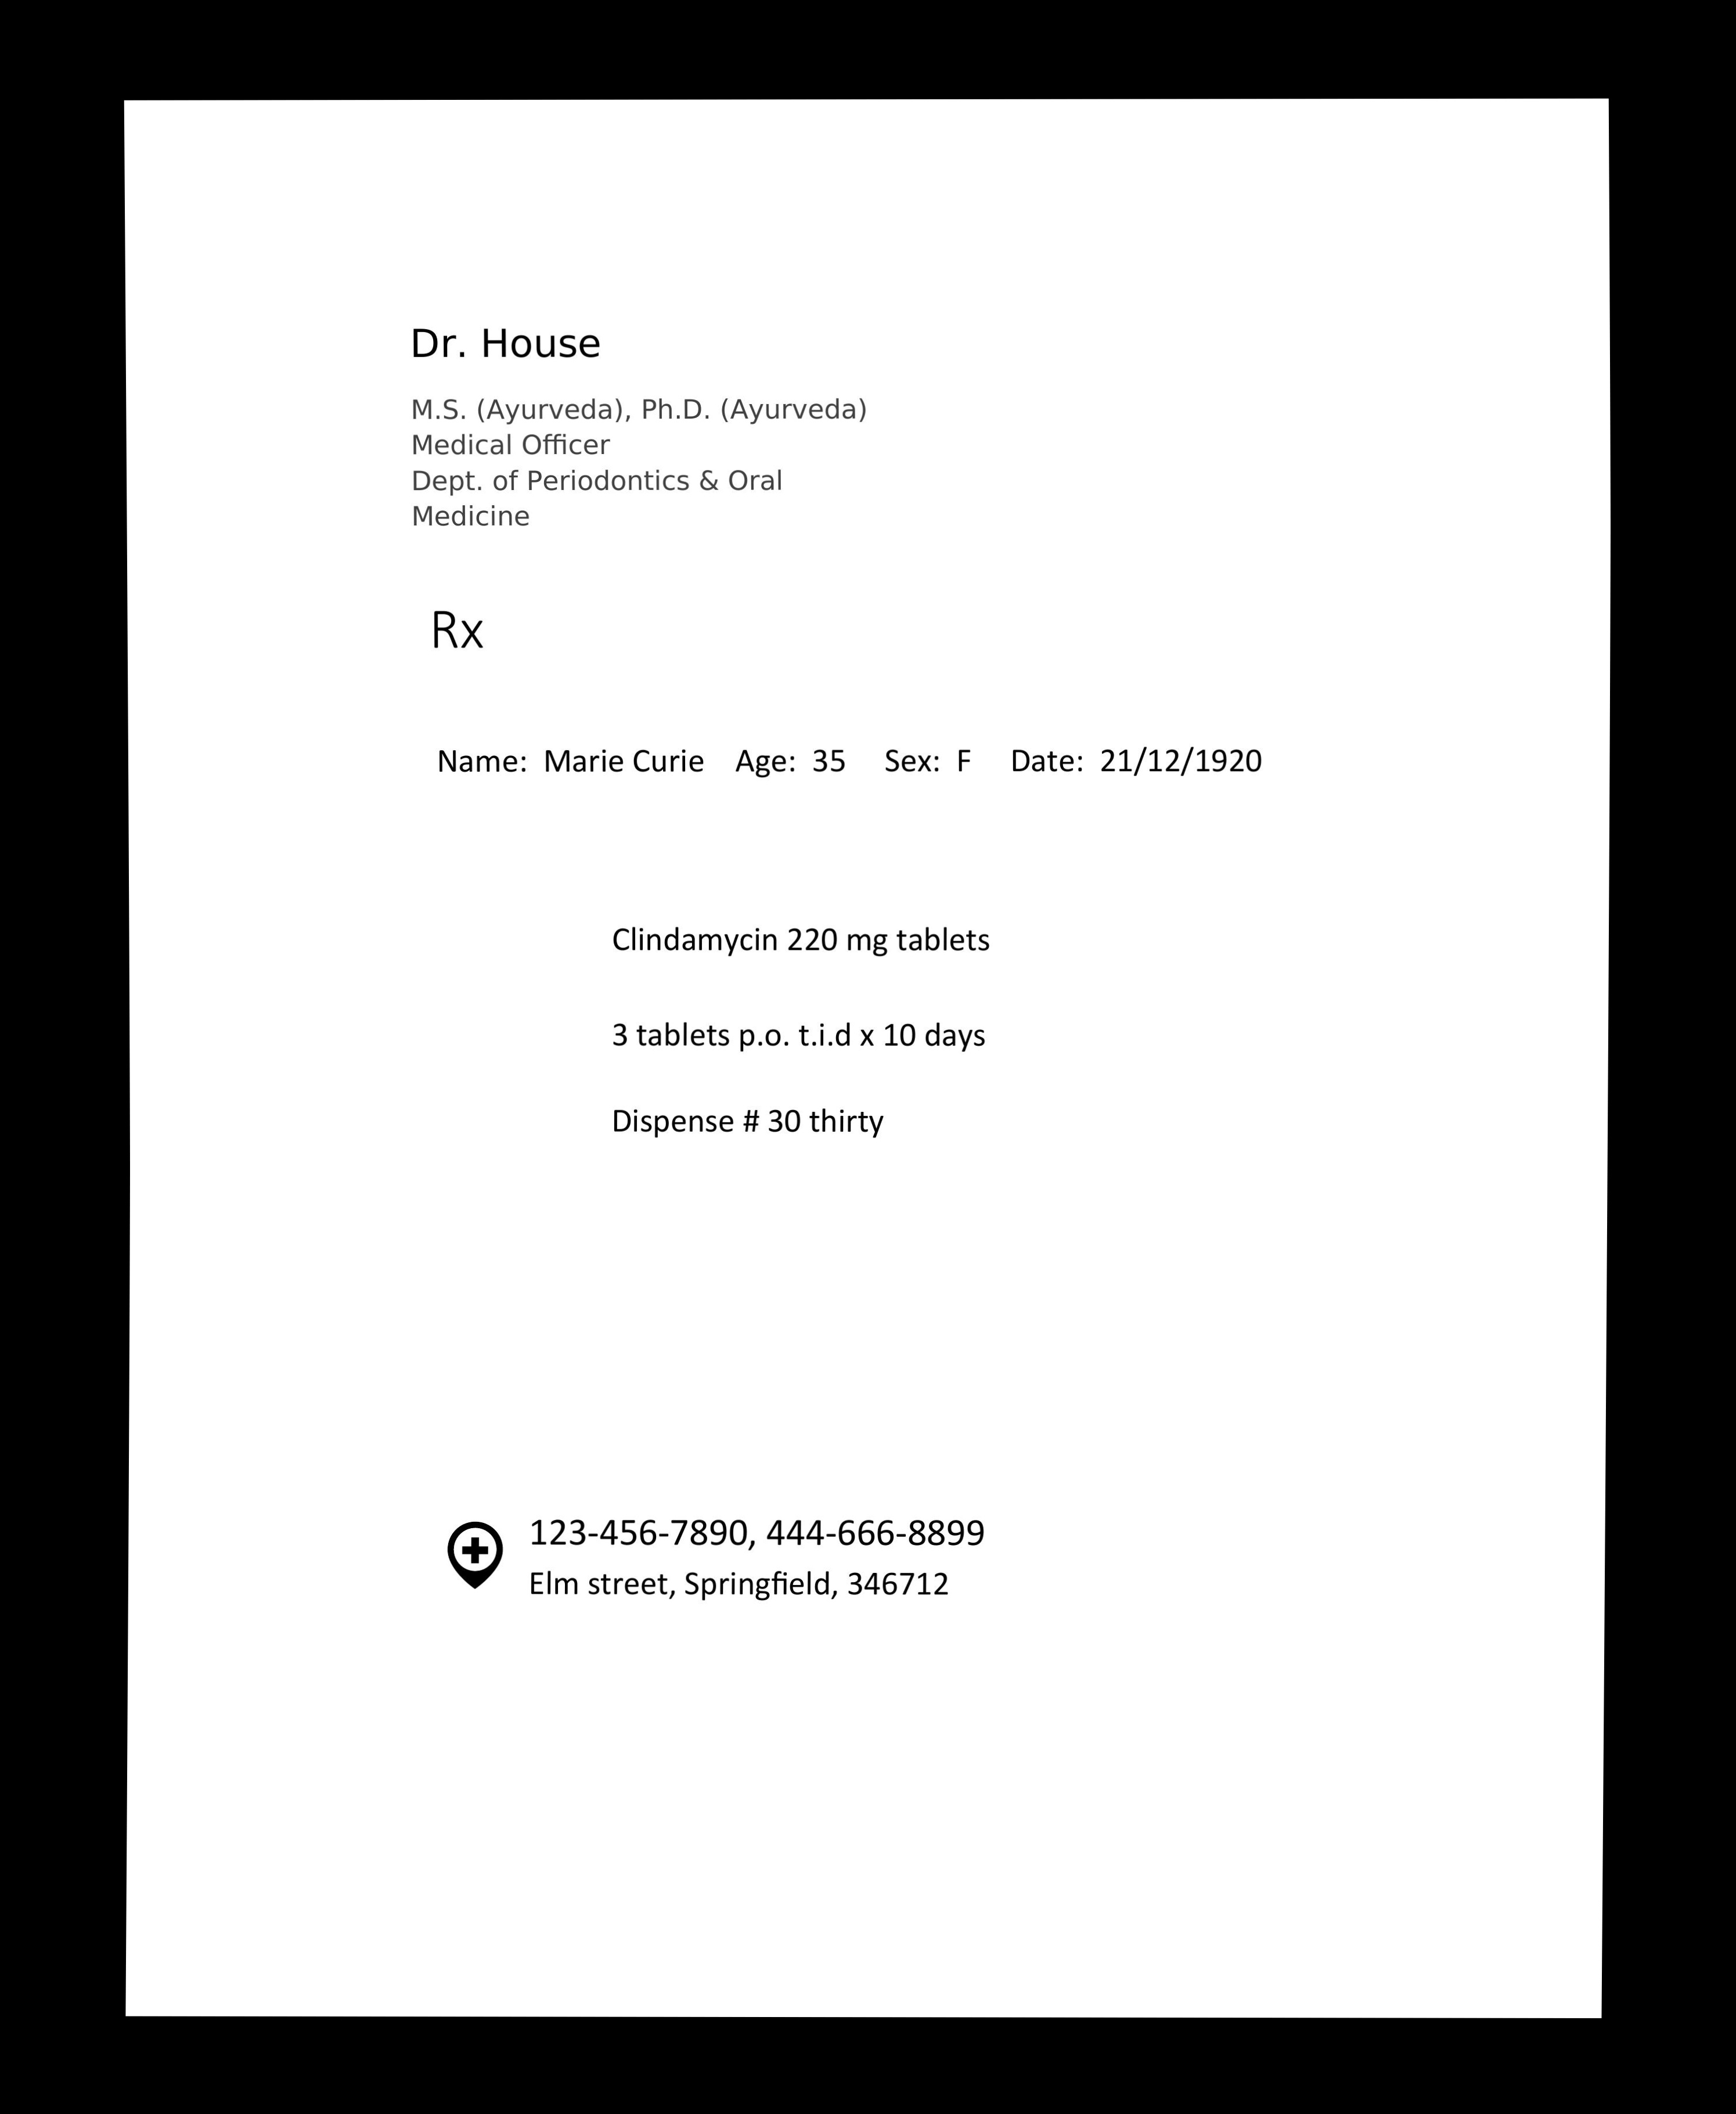 Dr. House
M.S. (Ayurveda), Ph.D. (Ayurveda)
Medical Officer
Dept. of Periodontics & Oral
Medicine
Rx
Name: Marie Curie Age: 35 Sex: F Date: 21/12/1920
Clindamycin 220 mg tablets
3 tablets p.o. t.i.d x 10 days
Dispense # 30 thirty
123-456-7890, 444-666-8899
Elm street, Springfield, 346712